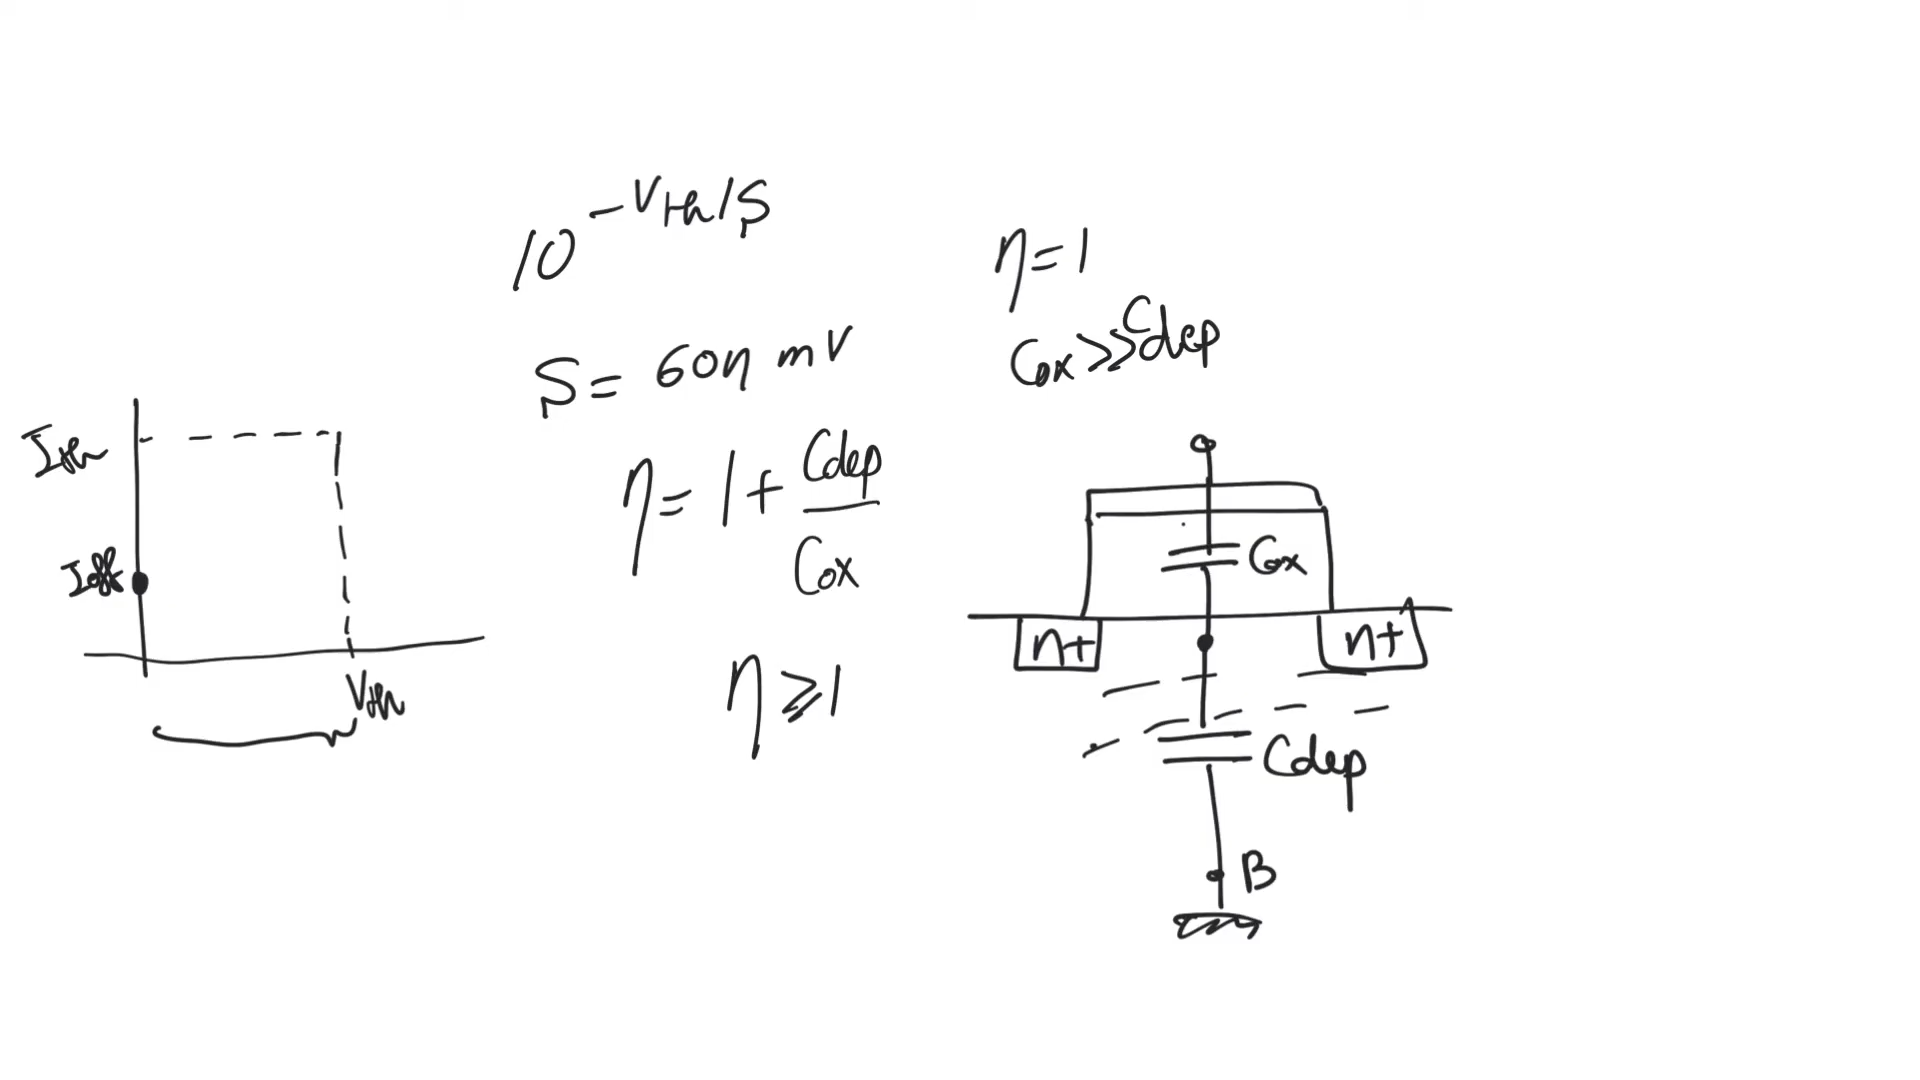 10^{-Vth/S}
S = 60η mV
η = 1 + Cdep/Cox
η ≥ 1
Ith
Ioff
Vth
η = 1
Cox >> Cdep
Cox
n+
n+
Cdep
B